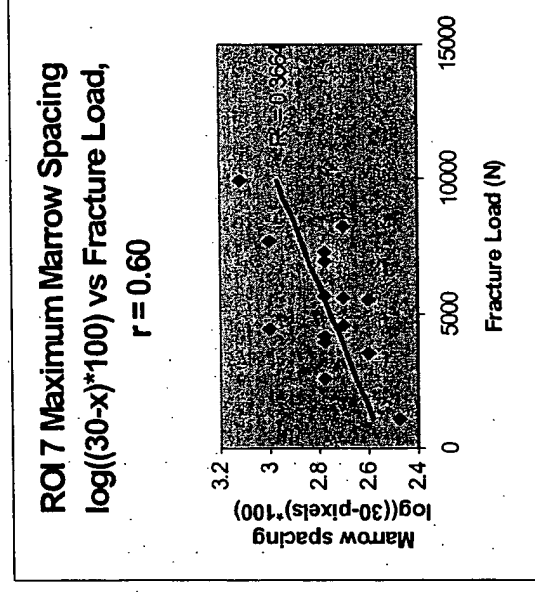 ROI 7 Maximum Marrow Spacing
log((30-x)*100) vs Fracture Load,
r = 0.60
Marrow spacing
log((30-pixels)*100)
3.2
3
2.8
2.6
2.4
0
5000
10000
15000
Fracture Load (N)